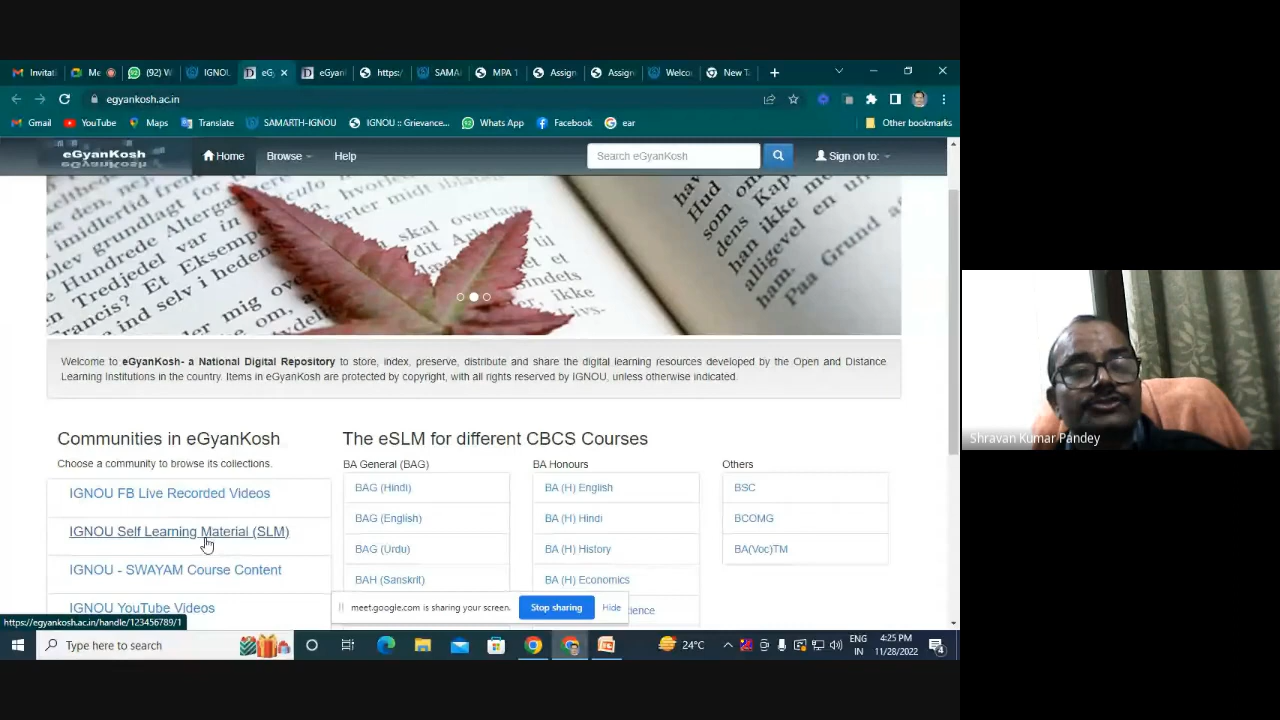 Invitati
Me
(92) W
IGNOU
eGy
eGyan
https:/
SAMA
MPA 1
Assign
Assign
Welco
New T
egyankosh.ac.in
Gmail
YouTube
Maps
Translate
SAMARTH-IGNOU
IGNOU :: Grievance...
Whats App
Facebook
ear
Other bookmarks
eGyanKosh
Home
Browse
Help
Search eGyanKosh
Sign on to:
Welcome to eGyanKosh- a National Digital Repository to store, index, preserve, distribute and share the digital learning resources developed by the Open and Distance
Learning Institutions in the country. Items in eGyanKosh are protected by copyright, with all rights reserved by IGNOU, unless otherwise indicated.
Communities in eGyanKosh
Choose a community to browse its collections.
IGNOU FB Live Recorded Videos
IGNOU Self Learning Material (SLM)
IGNOU - SWAYAM Course Content
IGNOU YouTube Videos
The eSLM for different CBCS Courses
BA General (BAG)
BAG (Hindi)
BAG (English)
BAG (Urdu)
BAH (Sanskrit)
BA Honours
BA (H) English
BA (H) Hindi
BA (H) History
BA (H) Economics
ience
Others
BSC
BCOMG
BA(Voc)TM
meet.google.com is sharing your screen.
Stop sharing
Hide
https://egyankosh.ac.in/handle/123456789/1
Type here to search
24°C
ENG
IN
4:25 PM
11/28/2022
4
Shravan Kumar Pandey